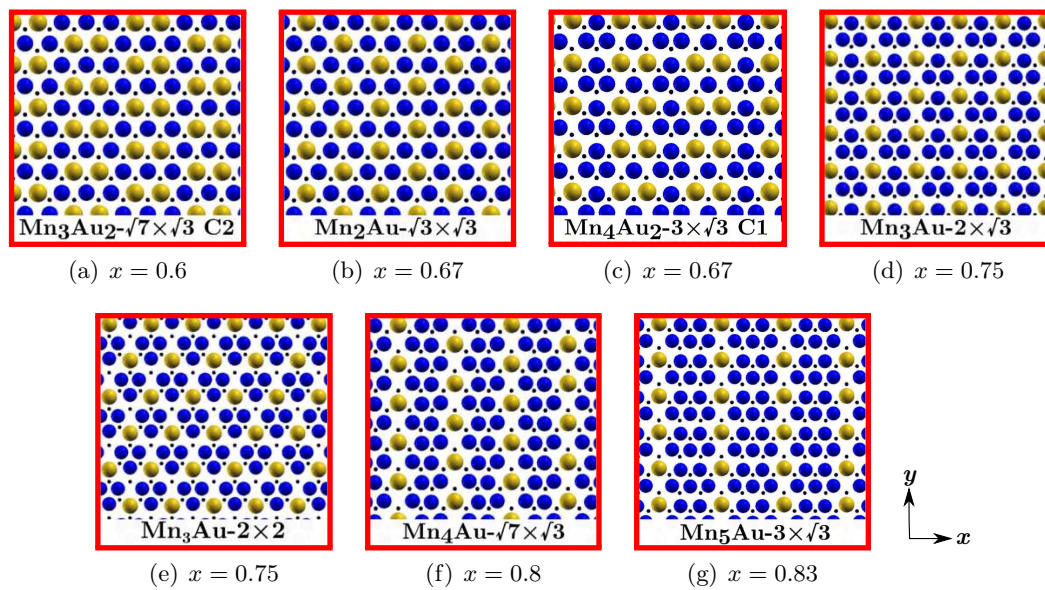 Mn₃Au₂-√7×√3 C2
Mn₂Au-√3×√3
Mn₄Au₂-3×√3 C1
Mn₃Au-2×√3
(a) x = 0.6
(b) x = 0.67
(c) x = 0.67
(d) x = 0.75
Mn₃Au-2×2
Mn₄Au-√7×√3
Mn₅Au-3×√3
y
x
(e) x = 0.75
(f) x = 0.8
(g) x = 0.83